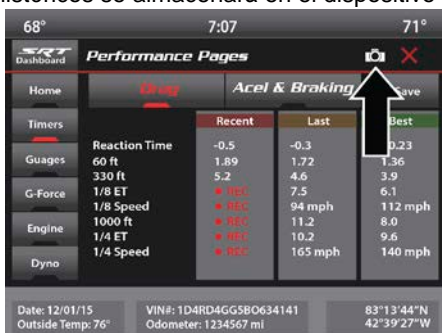 68° 7:07 71°
SRT Dashboard Performance Pages
Home Drag Acel & Braking Save
Timers Recent Last Best
Reaction Time -0.5 -0.3 0.23
60 ft 1.89 1.72 1.36
Guages 330 ft 5.2 4.6 3.9
1/8 ET REC 7.5 6.1
G-Force 1/8 Speed REC 94 mph 112 mph
1000 ft REC 11.2 8.0
Engine 1/4 ET REC 10.2 9.6
1/4 Speed REC 165 mph 140 mph
Dyno
Date: 12/01/15 VIN#: 1D4RD4GG5BO634141 83°13'44"N
Outside Temp: 76° Odometer: 1234567 mi 42°39'27"W